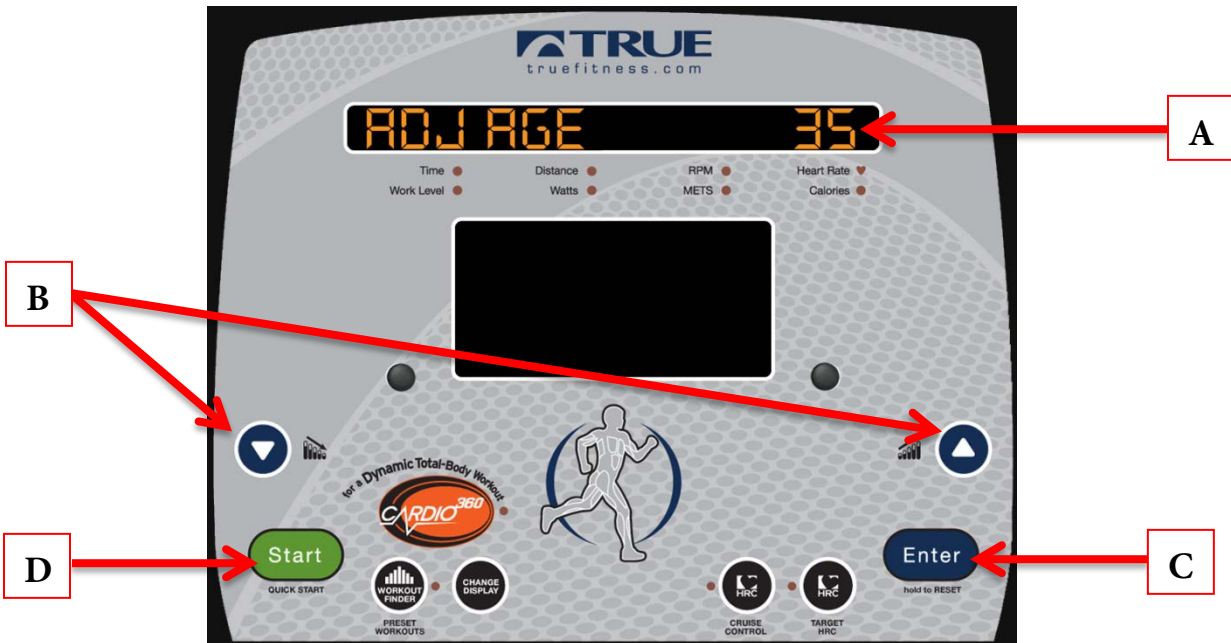 TRUE
truefitness.com
ADJ AGE 35
A
Time Distance RPM Heart Rate
Work Level Watts METS Calories
B
for a Dynamic Total-Body Workout
CARDIO 360
D
Start
QUICK START
WORKOUT FINDER
PRESET WORKOUTS
CHANGE DISPLAY
HRC
CRUISE CONTROL
HRC
TARGET HRC
Enter
hold to RESET
C